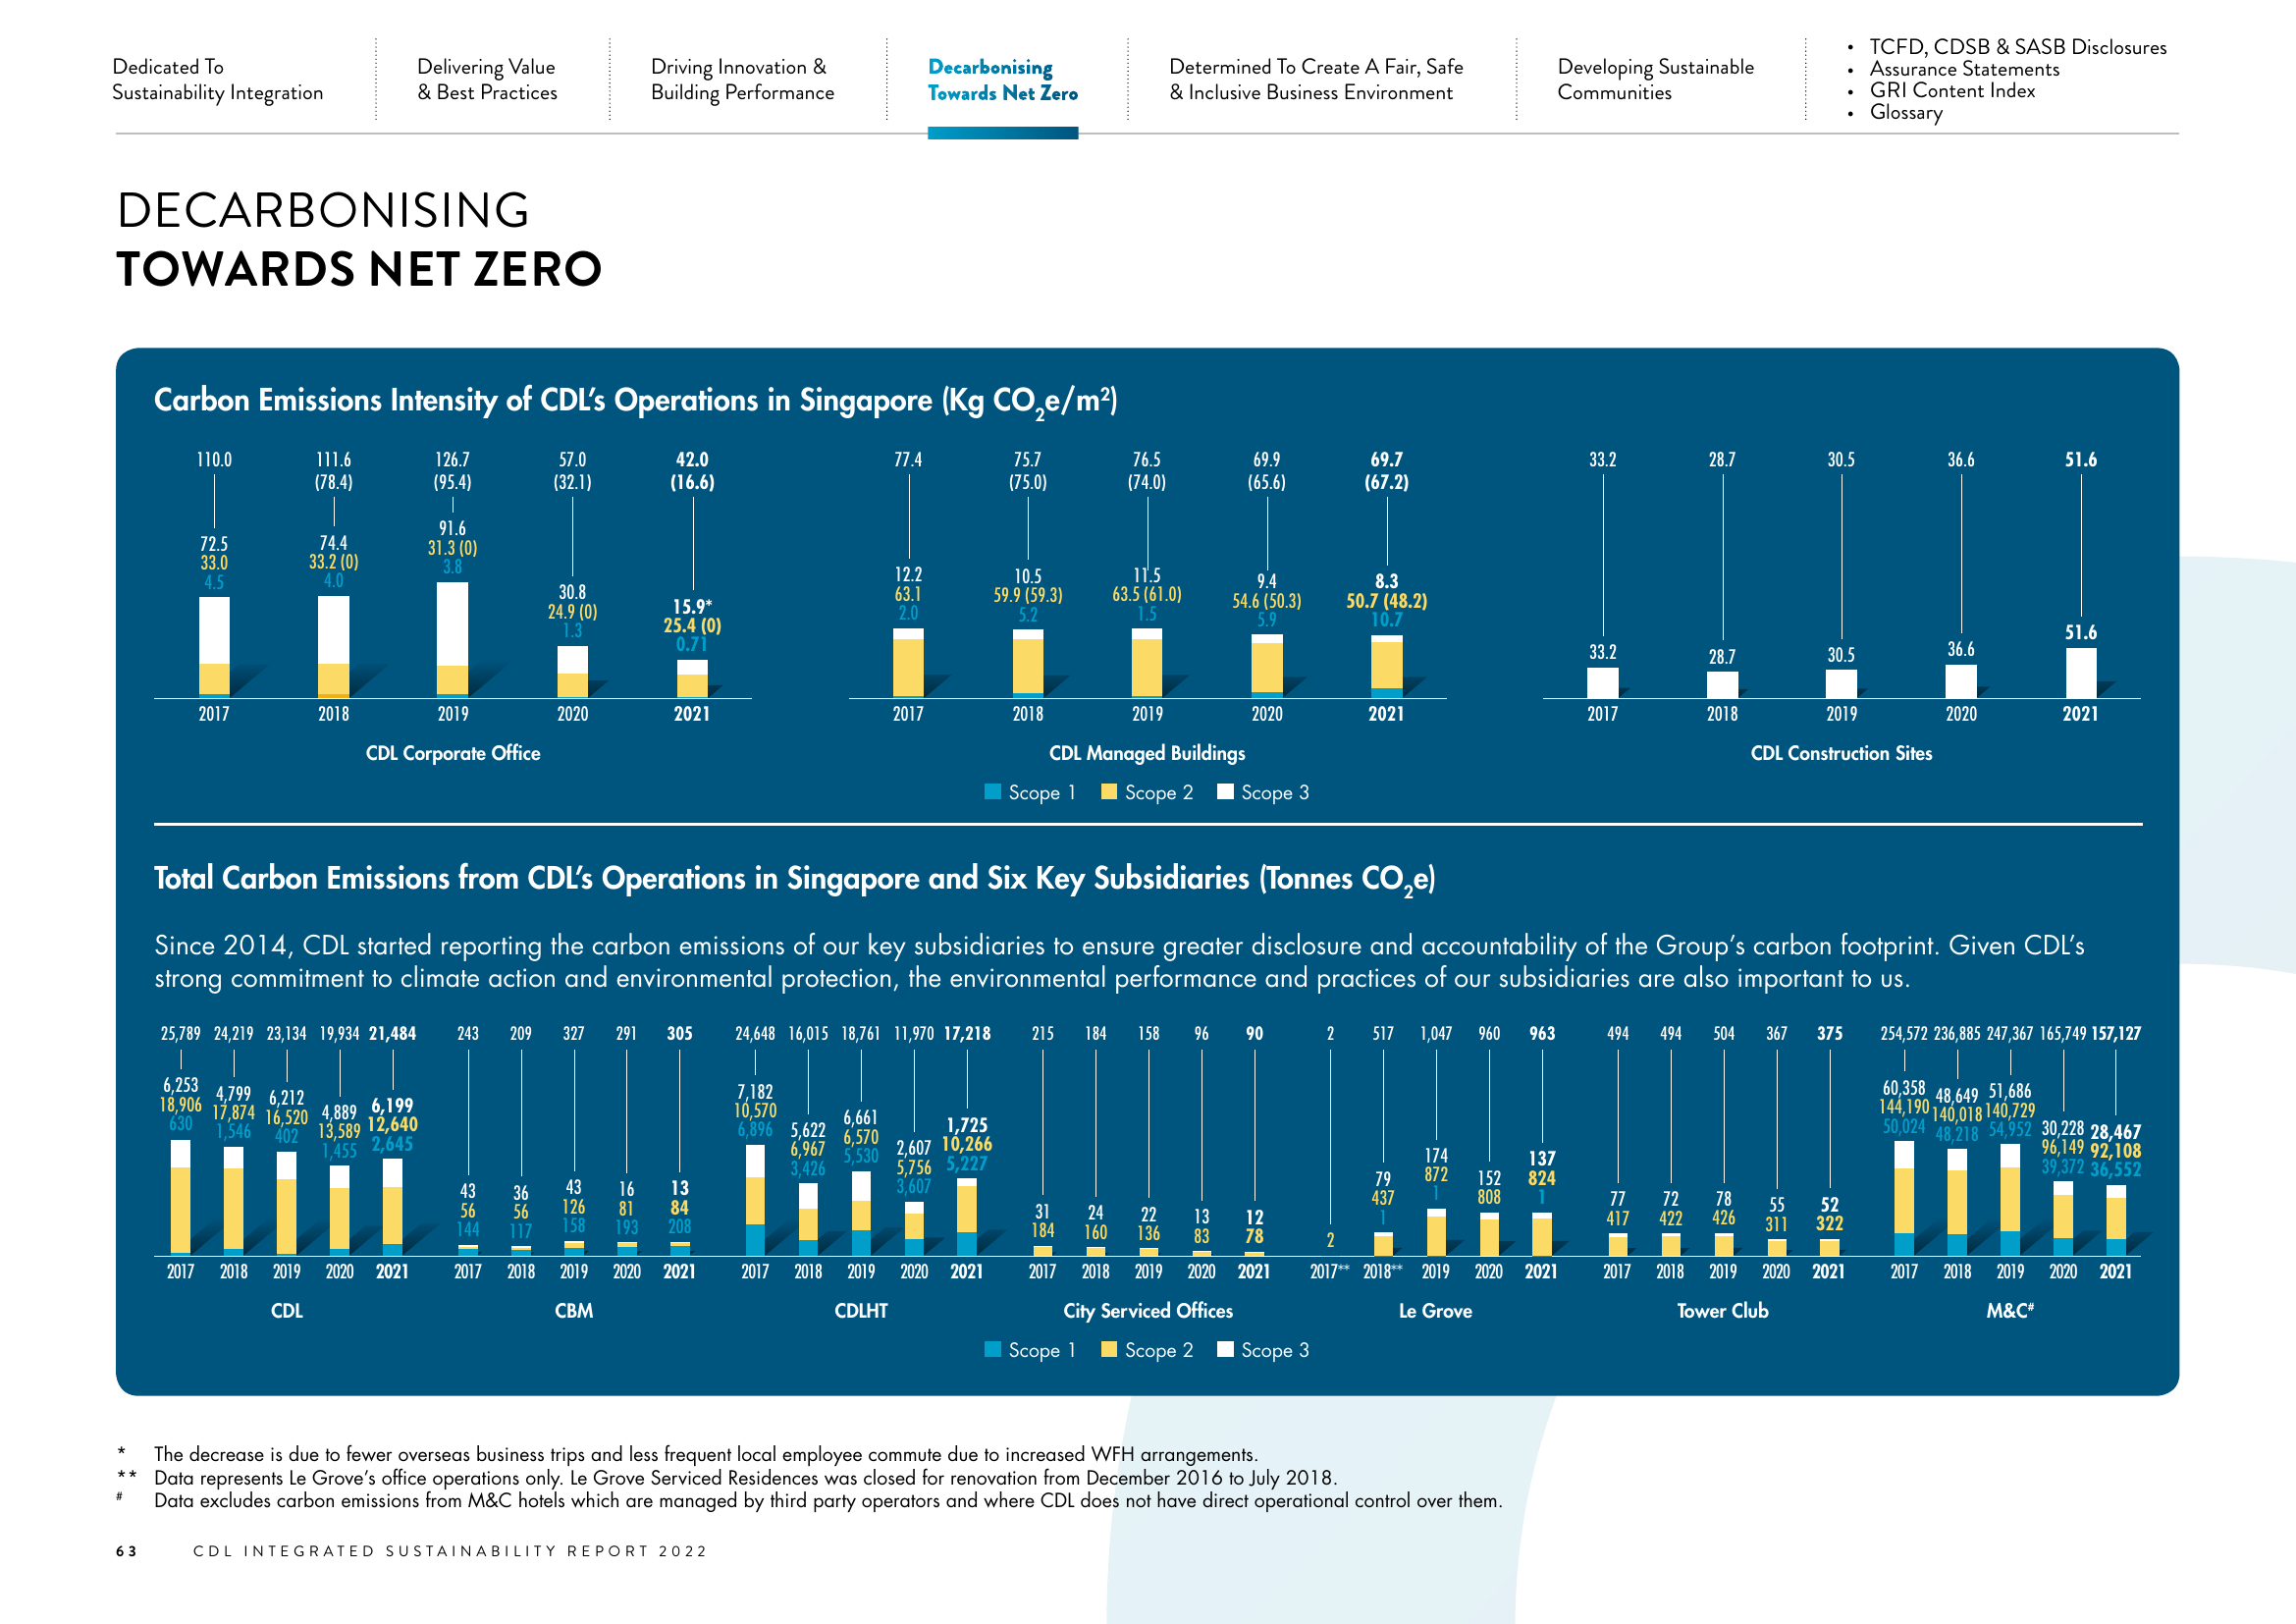 Dedicated To
Sustainability Integration
Delivering Value
& Best Practices
Driving Innovation &
Building Performance
Decarbonising
Towards Net Zero
Determined To Create A Fair, Safe
& Inclusive Business Environment
Developing Sustainable
Communities
• TCFD, CDSB & SASB Disclosures
• Assurance Statements
• GRI Content Index
• Glossary
DECARBONISING
TOWARDS NET ZERO
Carbon Emissions Intensity of CDL's Operations in Singapore (Kg CO₂e/m²)
110.0 111.6 126.7 57.0 42.0
(78.4) (95.4) (32.1) (16.6)
72.5 74.4 91.6 30.8 15.9*
33.0 33.2 (0) 31.3 (0) 24.9 (0) 25.4 (0)
4.5 4.0 3.8 1.3 0.71
2017 2018 2019 2020 2021
CDL Corporate Office
77.4 75.7 76.5 69.9 69.7
(75.0) (74.0) (65.6) (67.2)
12.2 10.5 11.5 9.4 8.3
63.1 59.9 (59.3) 63.5 (61.0) 54.6 (50.3) 50.7 (48.2)
2.0 5.2 1.5 5.9 10.7
2017 2018 2019 2020 2021
CDL Managed Buildings
33.2 28.7 30.5 36.6 51.6
33.2 28.7 30.5 36.6 51.6
2017 2018 2019 2020 2021
CDL Construction Sites
Scope 1 Scope 2 Scope 3
Total Carbon Emissions from CDL's Operations in Singapore and Six Key Subsidiaries (Tonnes CO₂e)
Since 2014, CDL started reporting the carbon emissions of our key subsidiaries to ensure greater disclosure and accountability of the Group's carbon footprint. Given CDL's
strong commitment to climate action and environmental protection, the environmental performance and practices of our subsidiaries are also important to us.
25,789 24,219 23,134 19,934 21,484
6,253 4,799 6,212 4,889 6,199
18,906 17,874 16,520 13,589 12,640
630 1,546 402 1,455 2,645
2017 2018 2019 2020 2021
CDL
243 209 327 291 305
43 36 43 16 13
56 56 126 81 84
144 117 158 193 208
2017 2018 2019 2020 2021
CBM
24,648 16,015 18,761 11,970 17,218
7,182 5,622 6,661 2,607 1,725
10,570 6,967 6,570 5,756 10,266
6,896 3,426 5,530 3,607 5,227
2017 2018 2019 2020 2021
CDLHT
215 184 158 96 90
31 24 22 13 12
184 160 136 83 78
2017 2018 2019 2020 2021
City Serviced Offices
2 517 1,047 960 963
79 174 152 137
2 437 872 808 824
1 1 1
2017** 2018** 2019 2020 2021
Le Grove
494 494 504 367 375
77 72 78 55 52
417 422 426 311 322
2017 2018 2019 2020 2021
Tower Club
254,572 236,885 247,367 165,749 157,127
60,358 48,649 51,686 30,228 28,467
144,190 140,018 140,729 96,149 92,108
50,024 48,218 54,952 39,372 36,552
2017 2018 2019 2020 2021
M&C#
Scope 1 Scope 2 Scope 3
* The decrease is due to fewer overseas business trips and less frequent local employee commute due to increased WFH arrangements.
** Data represents Le Grove's office operations only. Le Grove Serviced Residences was closed for renovation from December 2016 to July 2018.
# Data excludes carbon emissions from M&C hotels which are managed by third party operators and where CDL does not have direct operational control over them.
63 CDL INTEGRATED SUSTAINABILITY REPORT 2022